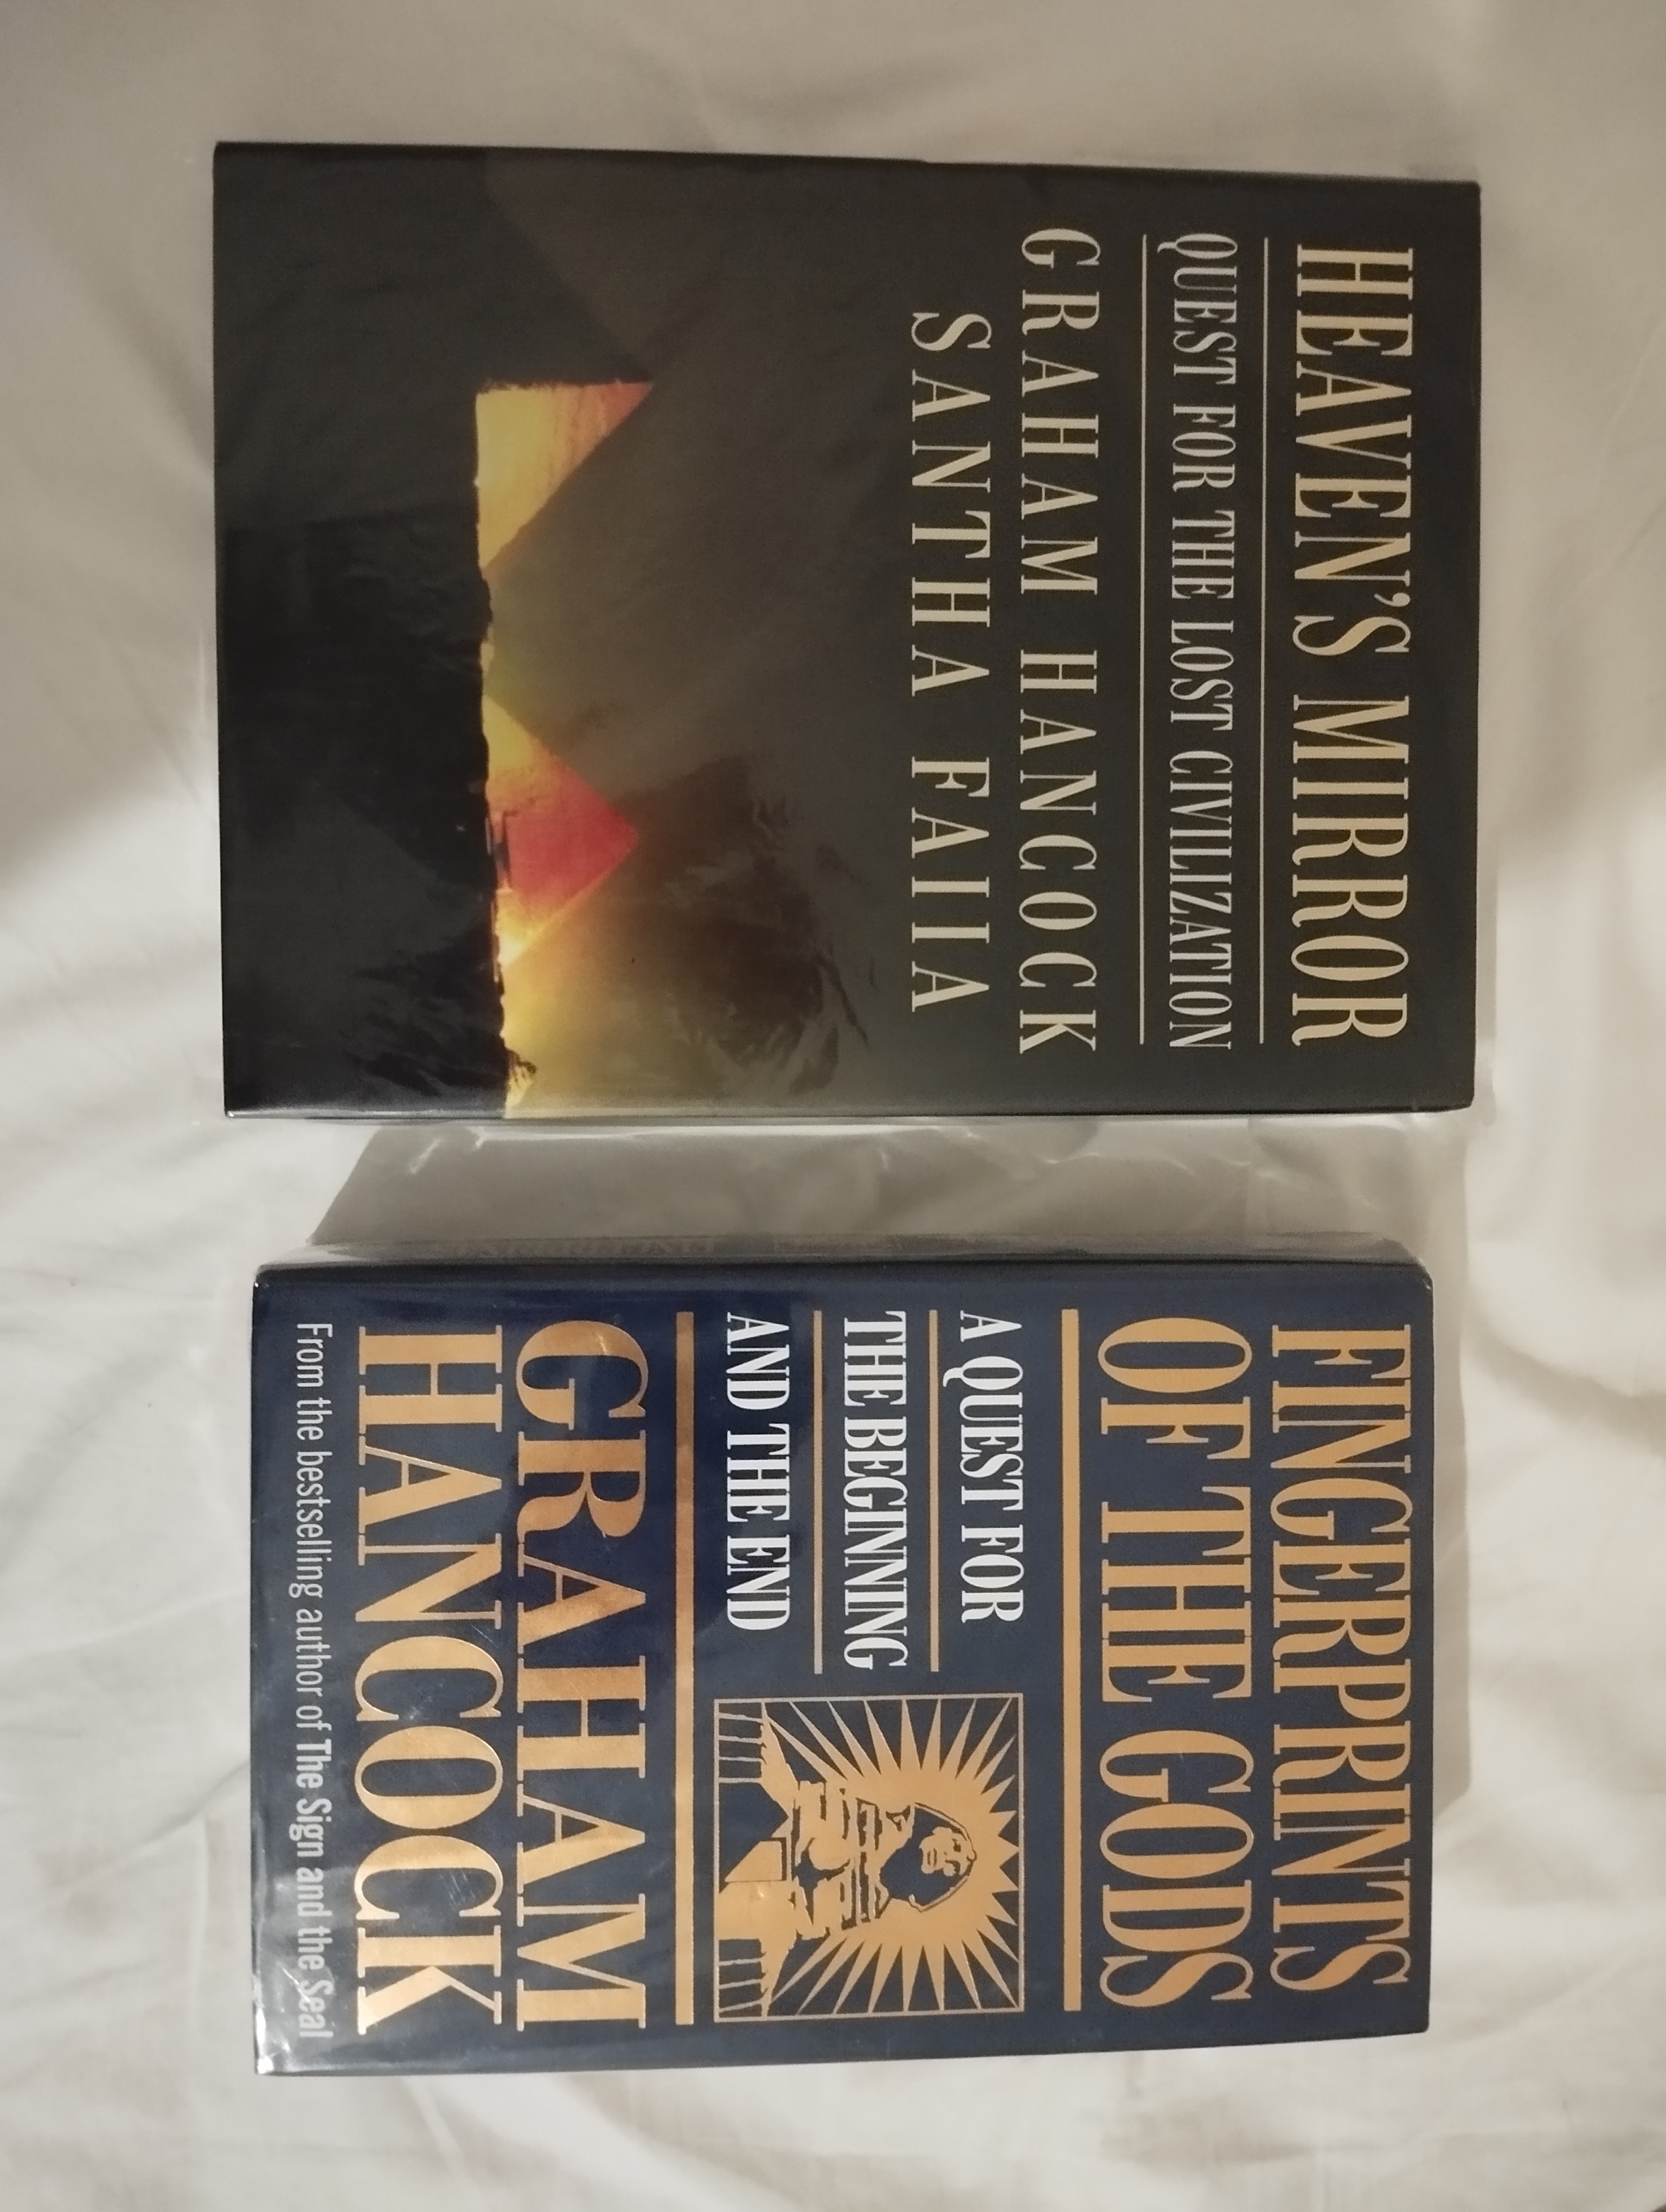 HEAVEN'S MIRROR
QUEST FOR THE LOST CIVILIZATION
GRAHAM HANCOCK
SANTHA FAIIA
FINGERPRINTS
OF THE GODS
A QUEST FOR
THE BEGINNING
AND THE END
GRAHAM
HANCOCK
From the bestselling author of The Sign and the Seal